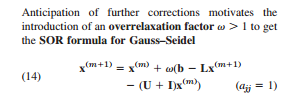 Anticipation of further corrections motivates the
introduction of an overrelaxation factor ω > 1 to get
the SOR formula for Gauss–Seidel
x^(m+1) = x^(m) + ω(b − Lx^(m+1)
(14)
− (U + I)x^(m)) (a_jj = 1)